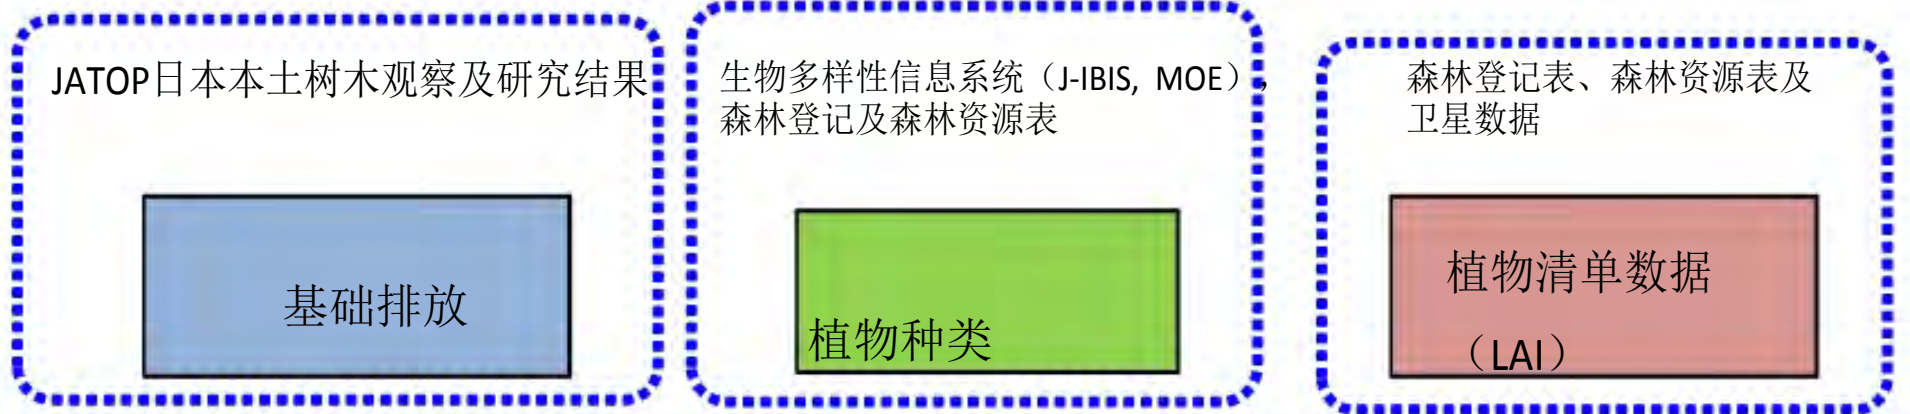 JATOP日本本土树木观察及研究结果
基础排放
生物多样性信息系统（J-IBIS, MOE），
森林登记及森林资源表
植物种类
森林登记表、森林资源表及
卫星数据
植物清单数据
（LAI）